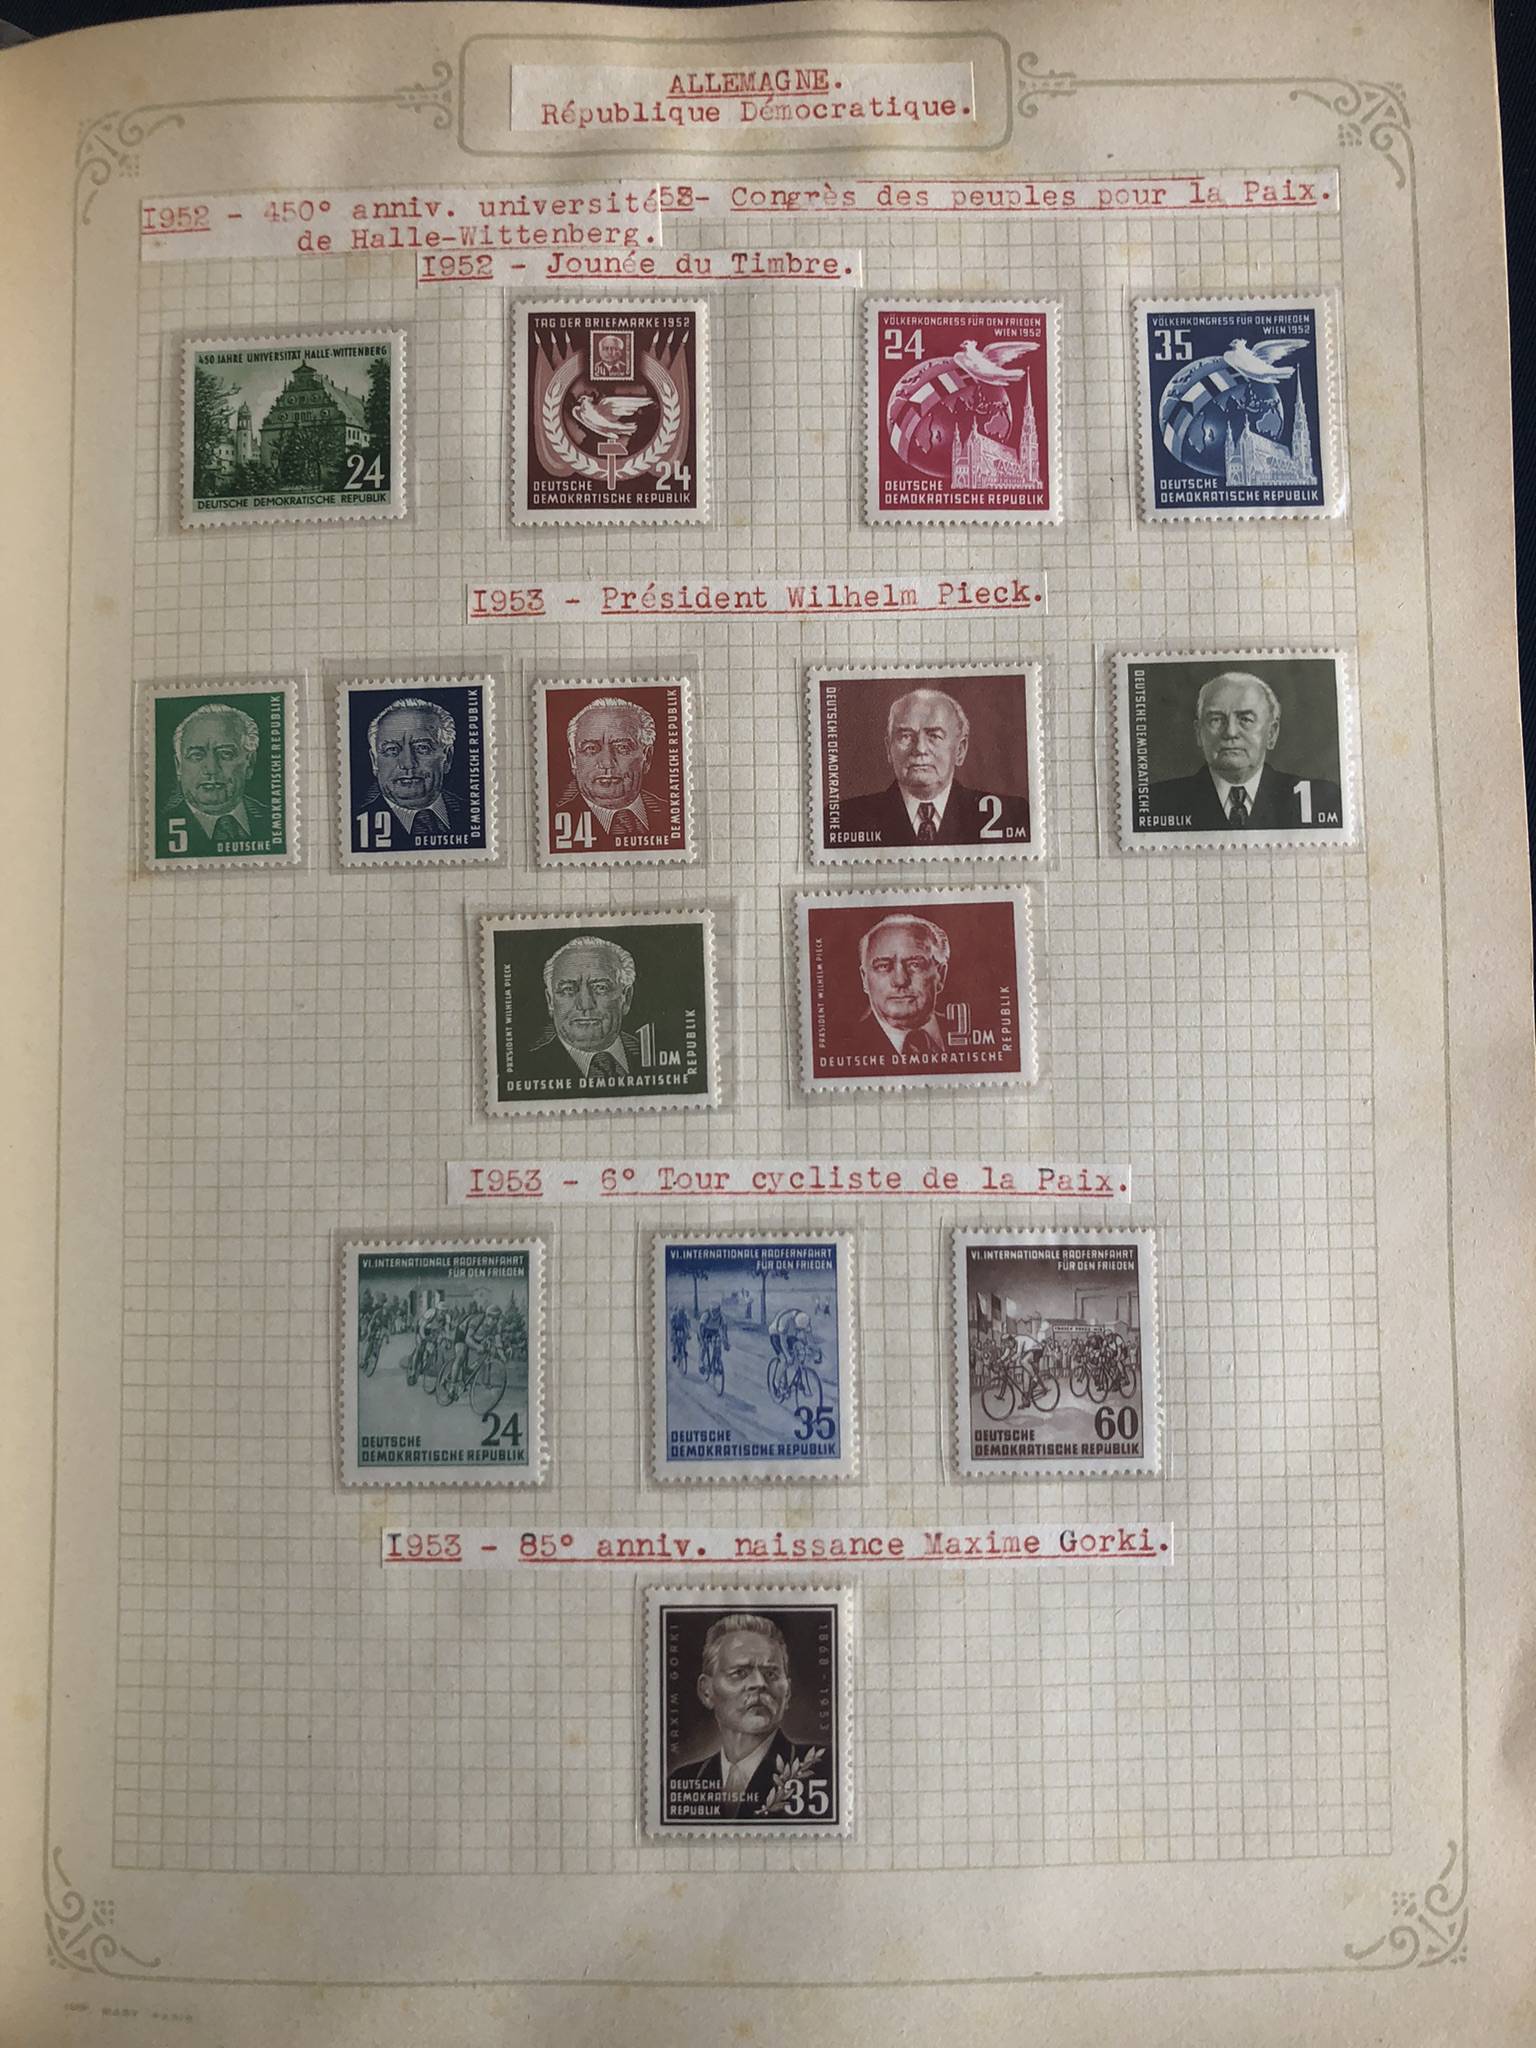 ALLEMAGNE.
République Démocratique.
I952 - 450° anniv. université
de Halle-Wittenberg.
53- Congrès des peuples pour la Paix.
I952 - Jounée du Timbre.
450 JAHRE UNIVERSITÄT HALLE-WITTENBERG
24
DEUTSCHE DEMOKRATISCHE REPUBLIK
TAG DER BRIEFMARKE 1952
24
24
DEUTSCHE
DEMOKRATISCHE REPUBLIK
VÖLKERKONGRESS FÜR DEN FRIEDEN
WIEN 1952
24
DEUTSCHE
DEMOKRATISCHE REPUBLIK
VÖLKERKONGRESS FÜR DEN FRIEDEN
WIEN 1952
35
DEUTSCHE
DEMOKRATISCHE REPUBLIK
I953 - Président Wilhelm Pieck.
5
DEUTSCHE
DEMOKRATISCHE REPUBLIK
12
DEUTSCHE
DEMOKRATISCHE REPUBLIK
24
DEUTSCHE
DEMOKRATISCHE REPUBLIK
DEUTSCHE DEMOKRATISCHE
REPUBLIK
2 DM
DEUTSCHE DEMOKRATISCHE
REPUBLIK
1 DM
PRÄSIDENT WILHELM PIECK
1 DM
DEUTSCHE DEMOKRATISCHE
REPUBLIK
PRÄSIDENT WILHELM PIECK
2 DM
DEUTSCHE DEMOKRATISCHE
REPUBLIK
I953 - 6° Tour cycliste de la Paix.
VI. INTERNATIONALE RADFERNFAHRT
FÜR DEN FRIEDEN
24
DEUTSCHE
DEMOKRATISCHE REPUBLIK
VI. INTERNATIONALE RADFERNFAHRT
FÜR DEN FRIEDEN
35
DEUTSCHE
DEMOKRATISCHE REPUBLIK
VI. INTERNATIONALE RADFERNFAHRT
FÜR DEN FRIEDEN
60
DEUTSCHE
DEMOKRATISCHE REPUBLIK
I953 - 85° anniv. naissance Maxime Gorki.
MAXIM GORKI
1868-1953
DEUTSCHE
DEMOKRATISCHE
REPUBLIK
35